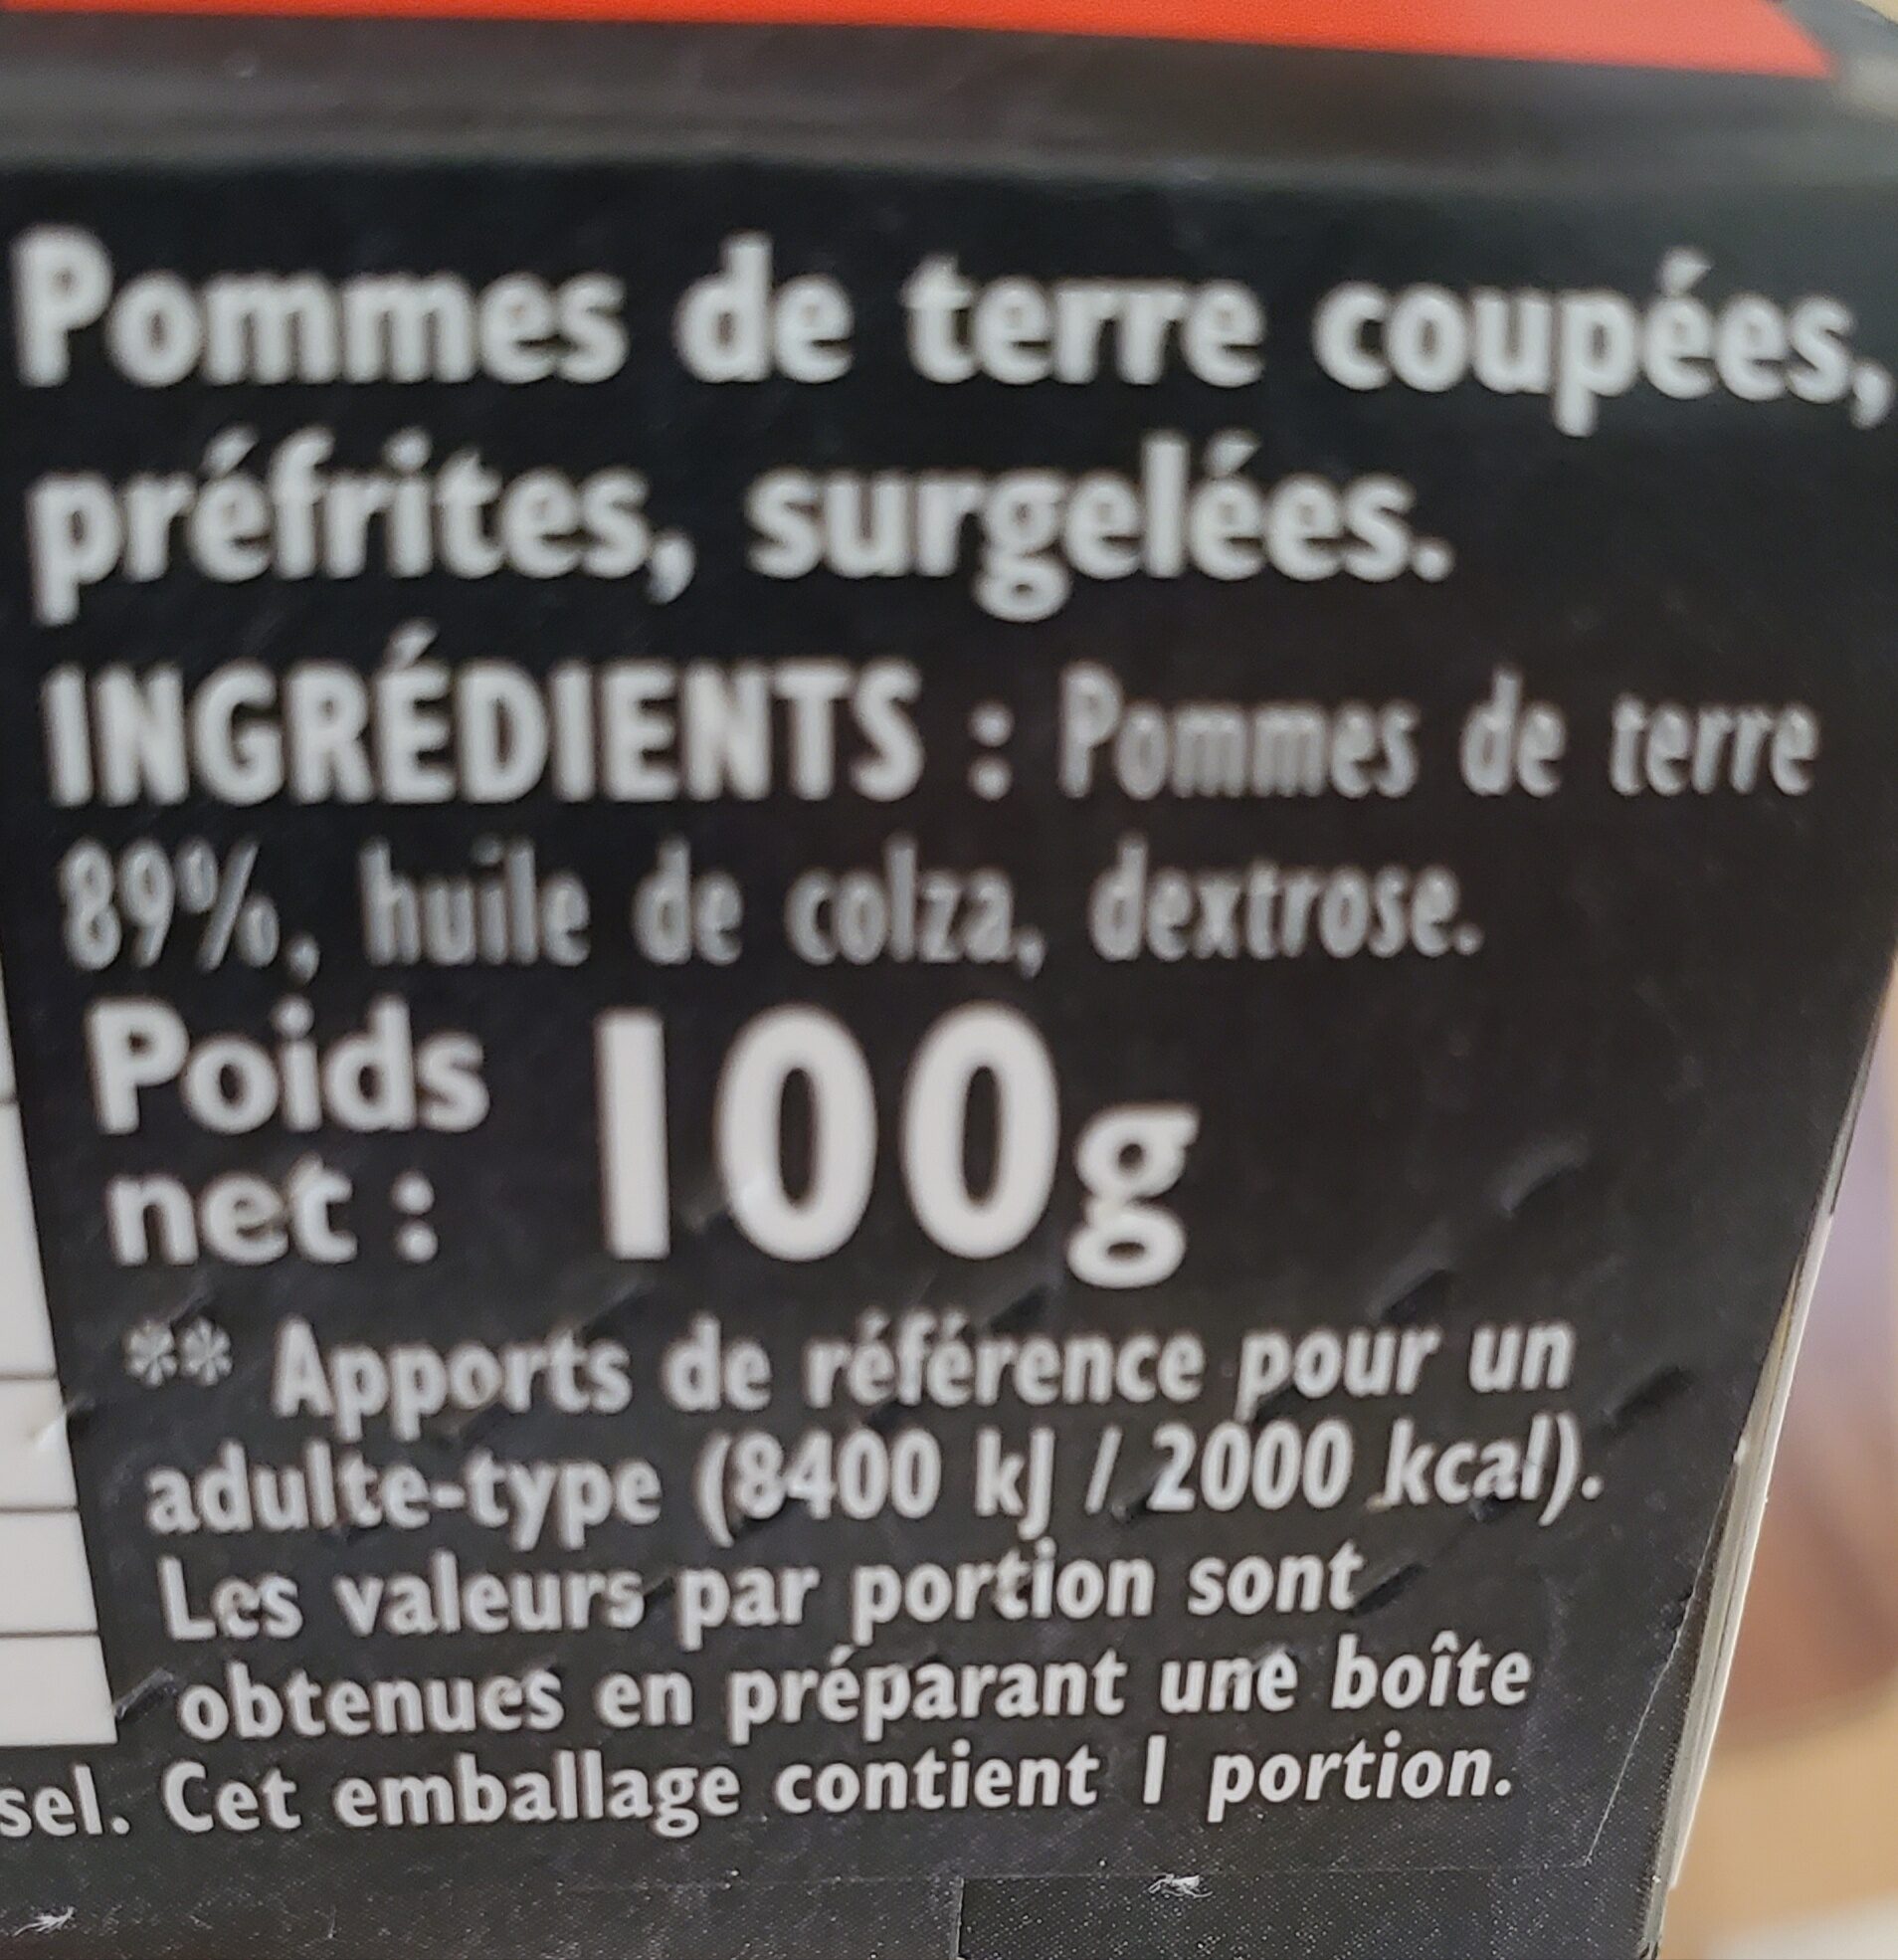 Pommes de terre coupées,
préfrites, surgelées.
INGRÉDIENTS : Pommes de terre
89%, huile de colza, dextrose.
Poids
net : 100g
** Apports de référence pour un
adulte-type (8400 kJ / 2000 kcal).
Les valeurs par portion sont
obtenues en préparant une boîte
sel. Cet emballage contient 1 portion.